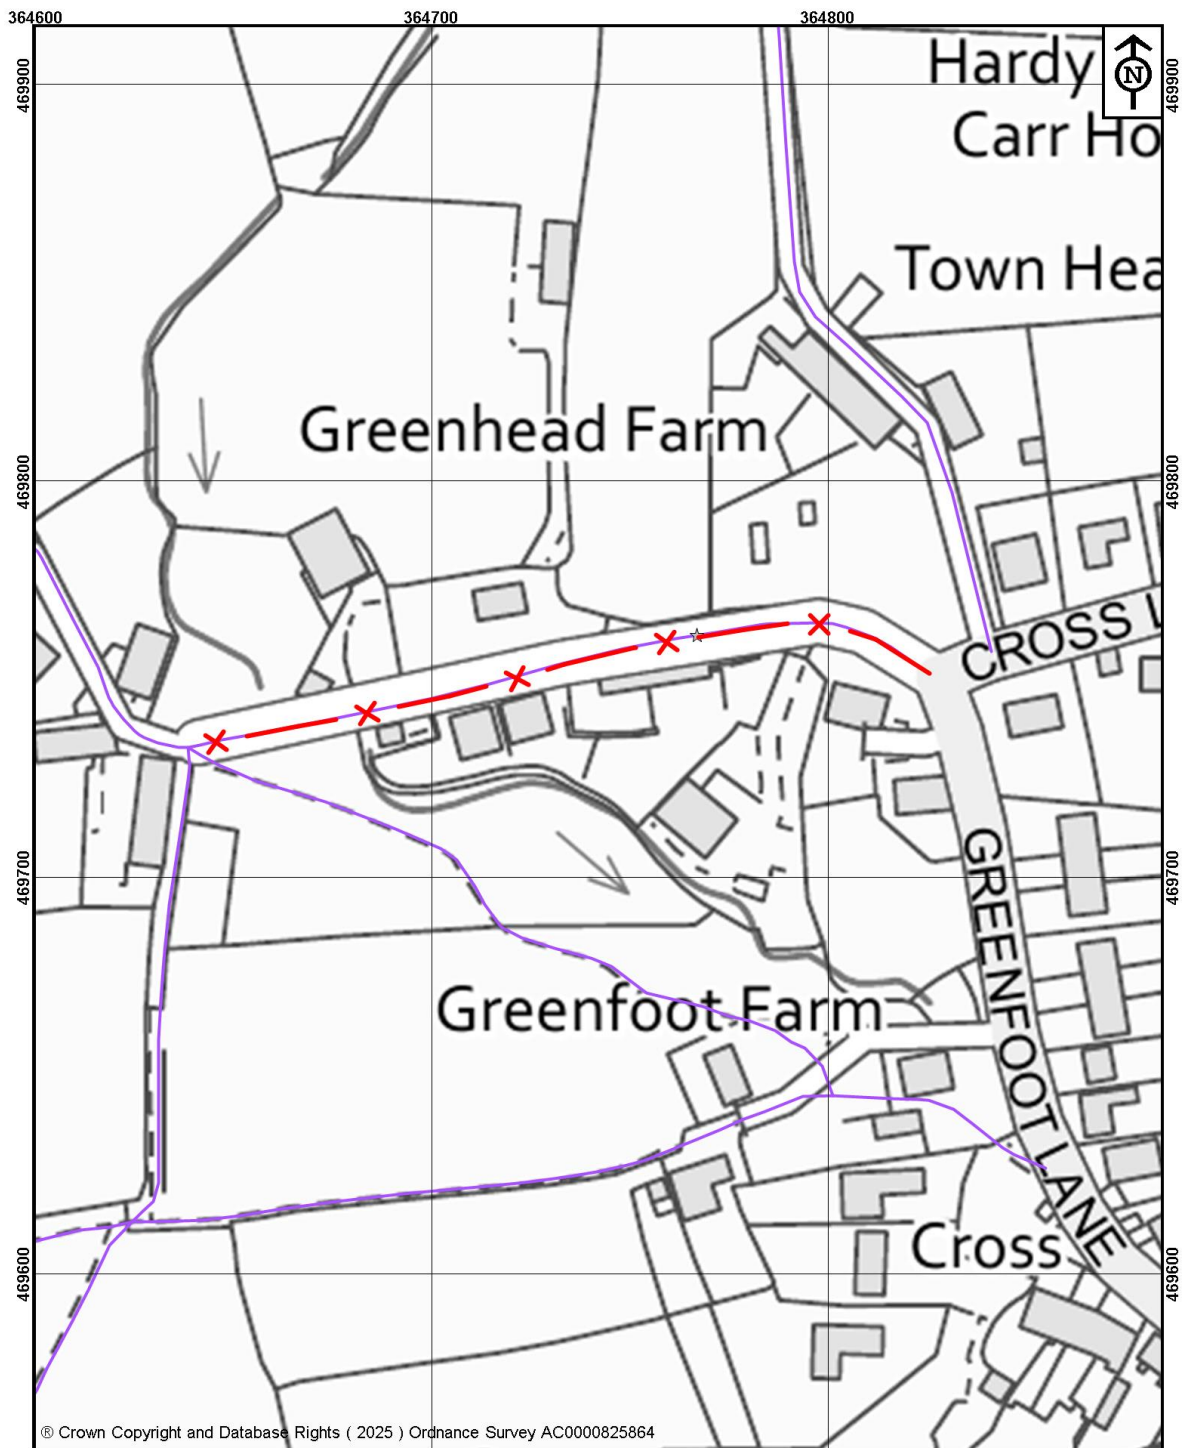 364600
364700
364800
469900
469900
N
Hardy
Carr Ho
Town Hea
Greenhead Farm
469800
469800
CROSS L
469700
469700
GREENFOOT LANE
Greenfoot Farm
Cross
469600
469600
® Crown Copyright and Database Rights ( 2025 ) Ordnance Survey AC0000825864